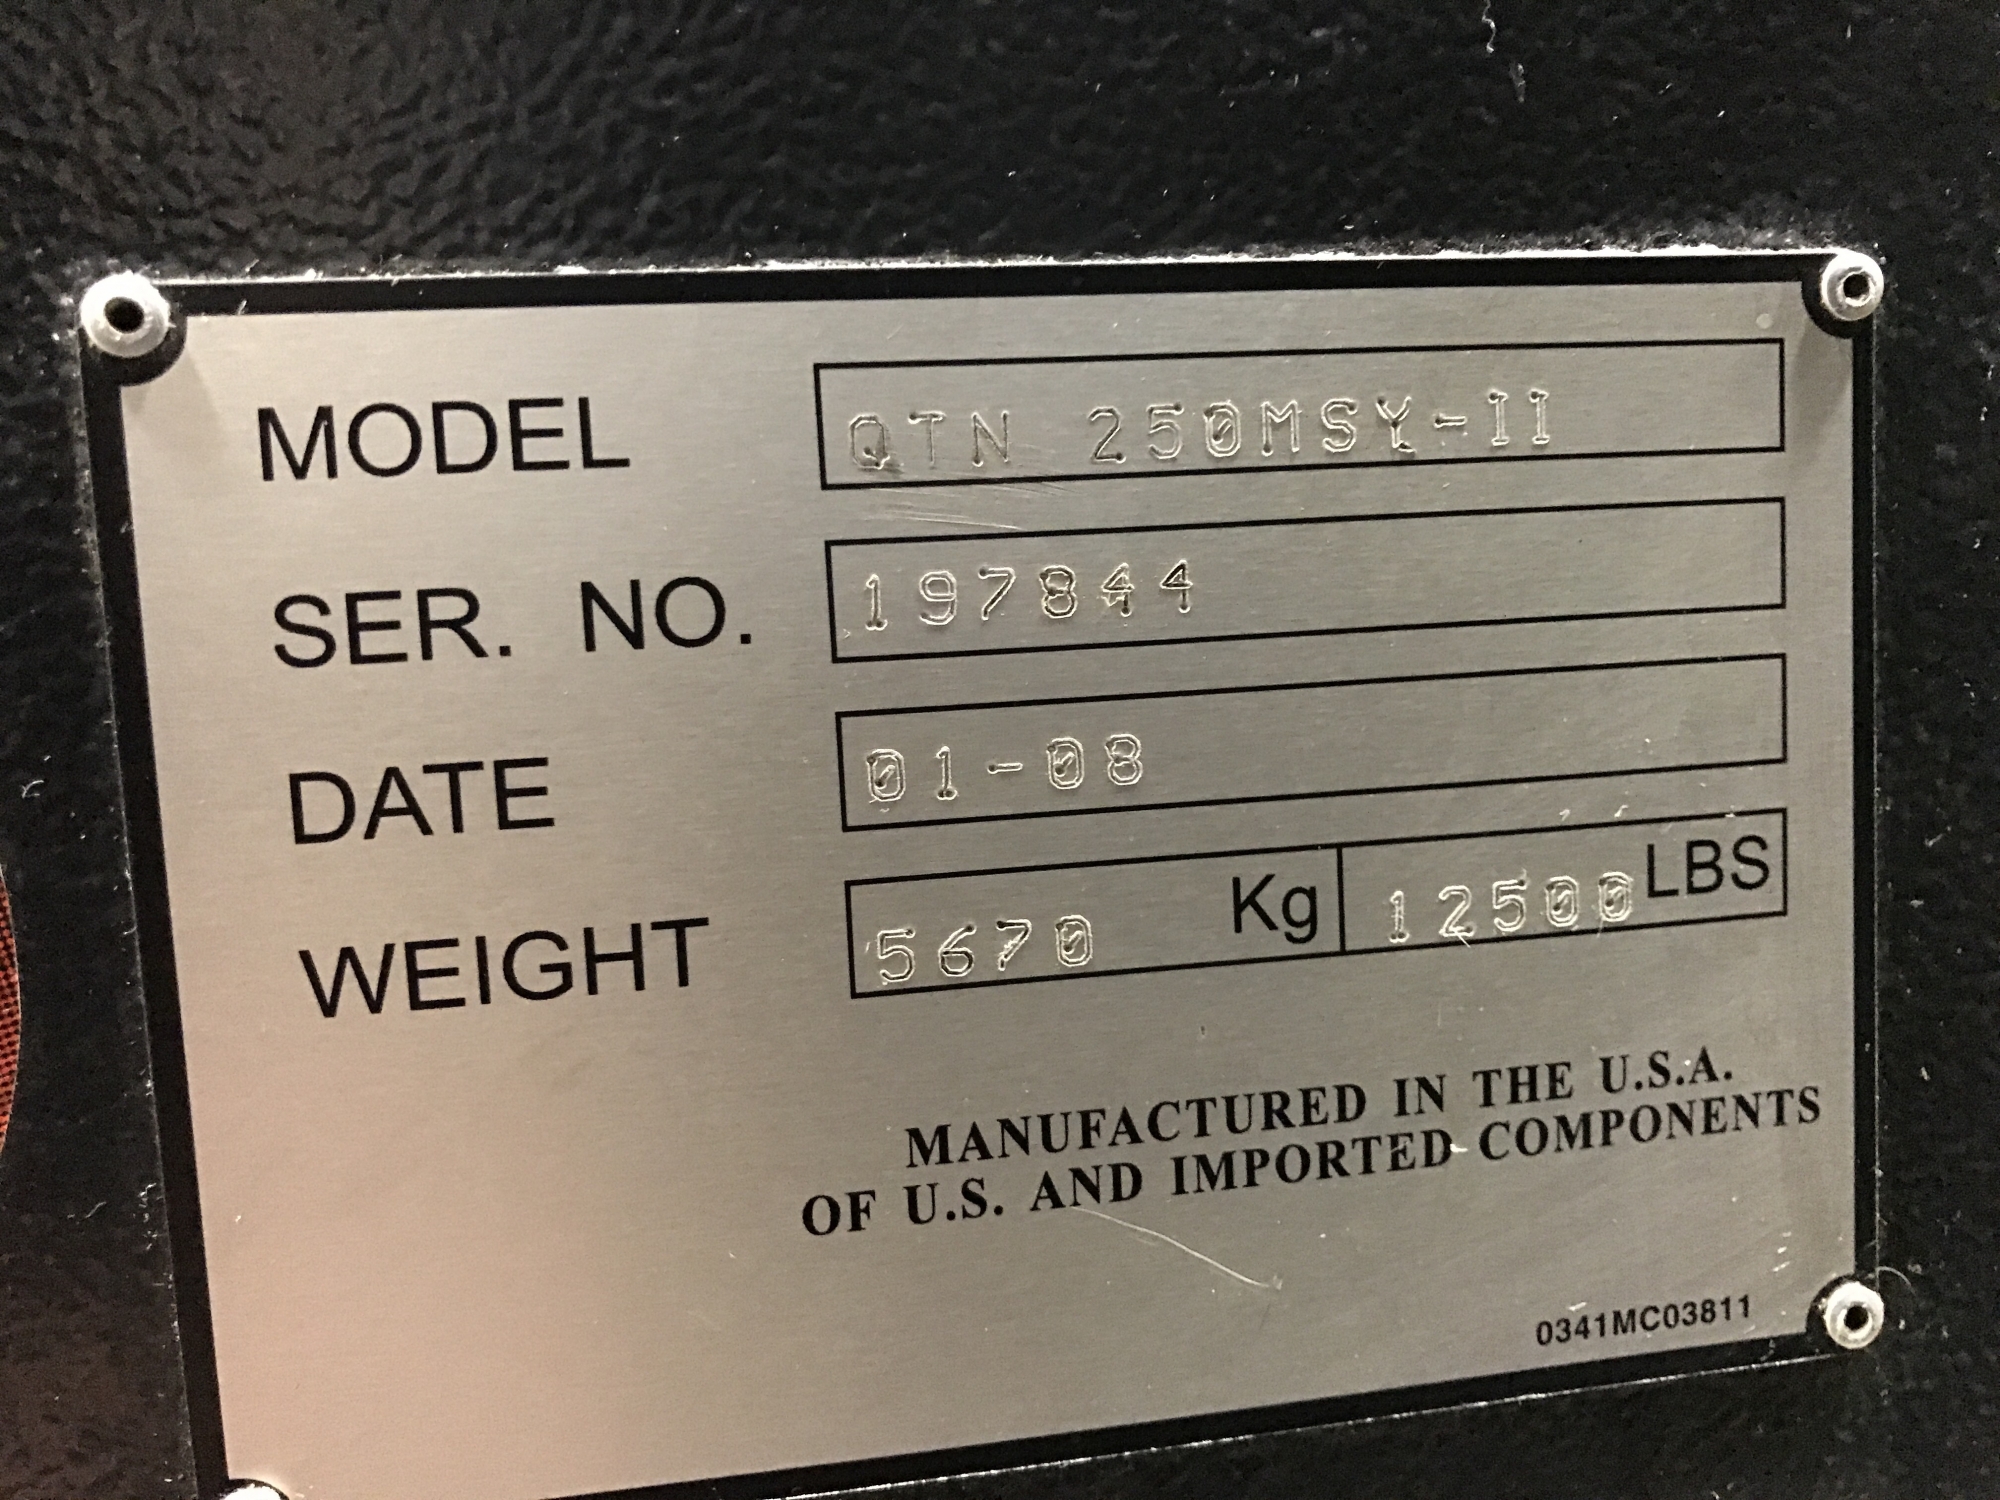 MODEL QTN 250MSY-II
SER. NO. 197844
DATE 01-08
WEIGHT 5670 Kg 12500 LBS
MANUFACTURED IN THE U.S.A.
OF U.S. AND IMPORTED COMPONENTS
0341MC03811